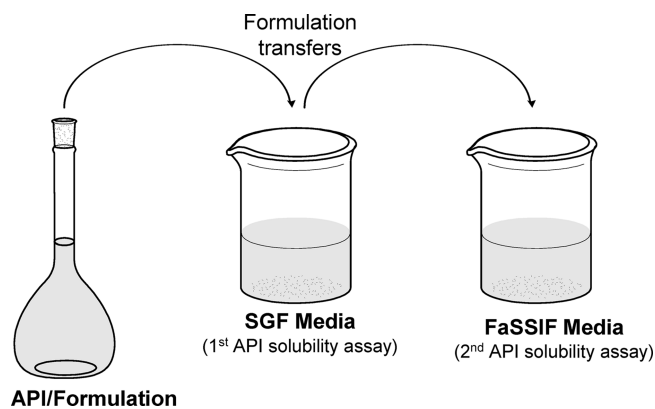 Formulation
transfers
SGF Media
(1st API solubility assay)
FaSSIF Media
(2nd API solubility assay)
API/Formulation